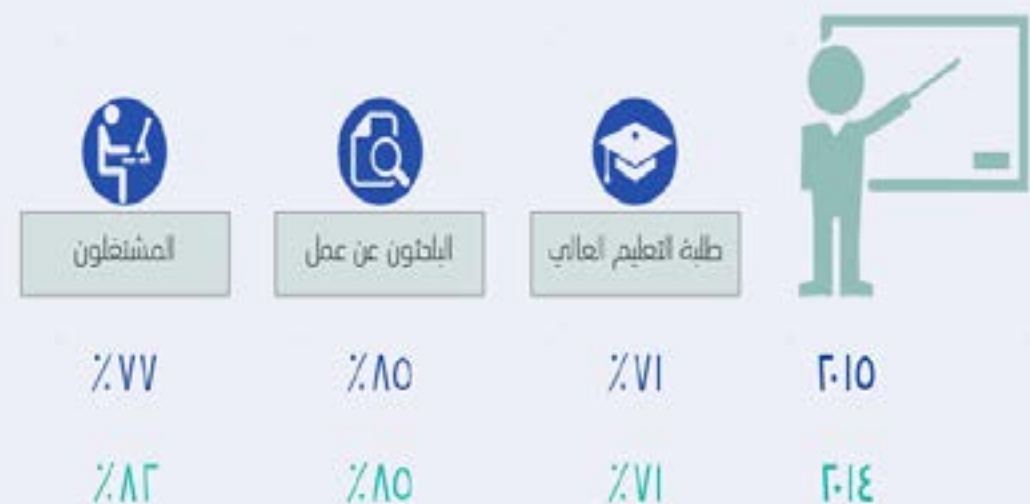 طلبة التعليم العالي
الباحثون عن عمل
المشتغلون
٢٠١٥ ٧١٪ ٨٥٪ ٧٧٪
٢٠١٤ ٧١٪ ٨٥٪ ٨٢٪